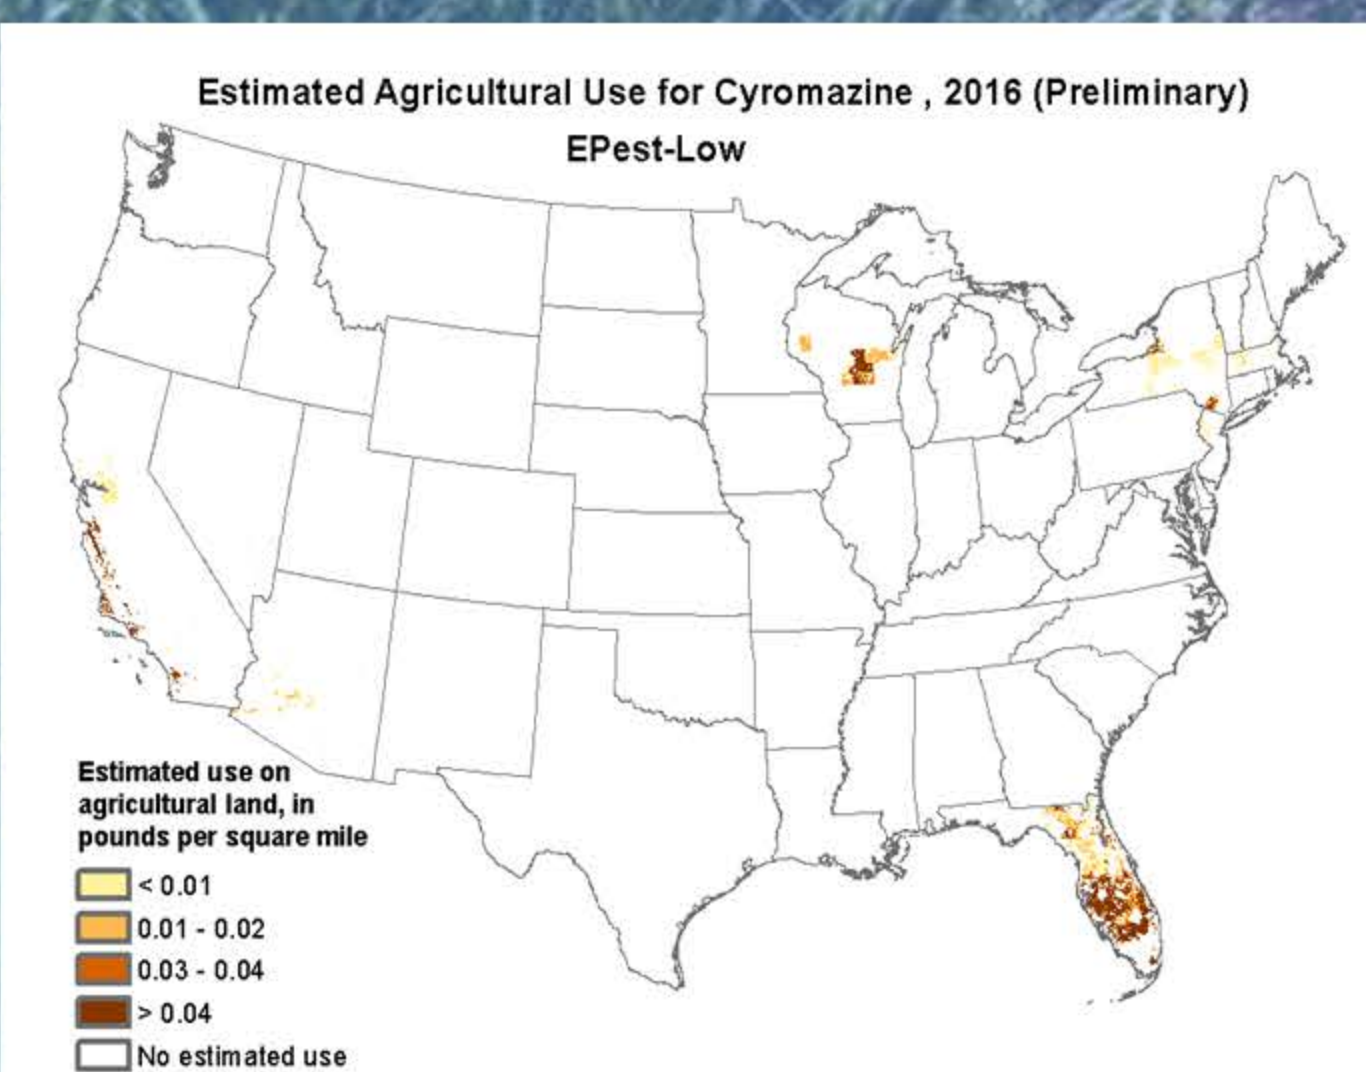 Estimated Agricultural Use for Cyromazine , 2016 (Preliminary)
EPest-Low
Estimated use on
agricultural land, in
pounds per square mile
< 0.01
0.01 - 0.02
0.03 - 0.04
> 0.04
No estimated use